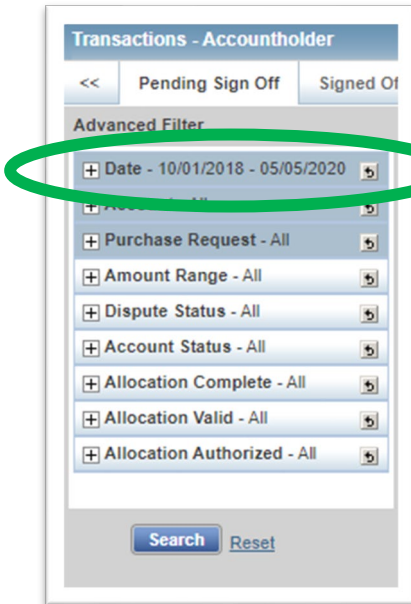 Transactions - Accountholder
<< Pending Sign Off Signed Of
Advanced Filter
Date - 10/01/2018 - 05/05/2020
Purchase Request - All
Amount Range - All
Dispute Status - All
Account Status - All
Allocation Complete - All
Allocation Valid - All
Allocation Authorized - All
Search Reset